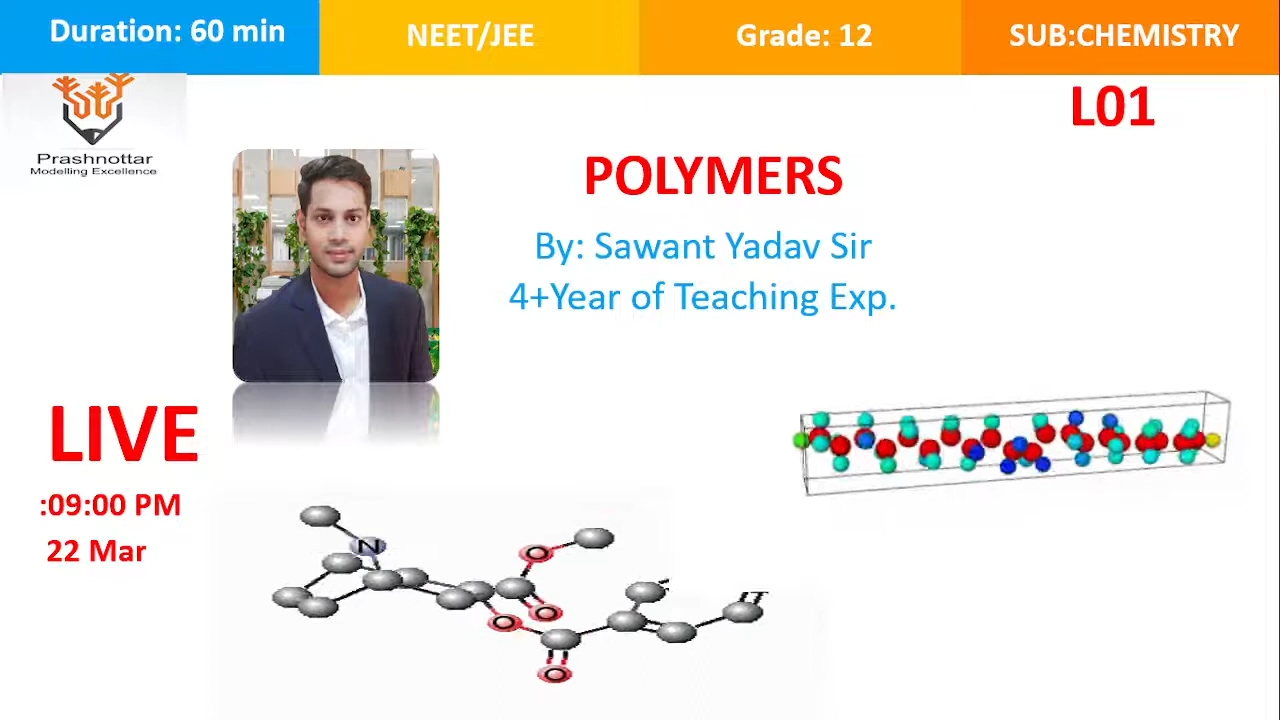 Duration: 60 min
NEET/JEE
Grade: 12
SUB:CHEMISTRY
L01
Prashnottar
Modelling Excellence
POLYMERS
By: Sawant Yadav Sir
4+Year of Teaching Exp.
LIVE
:09:00 PM
22 Mar
N
O
O
O
O